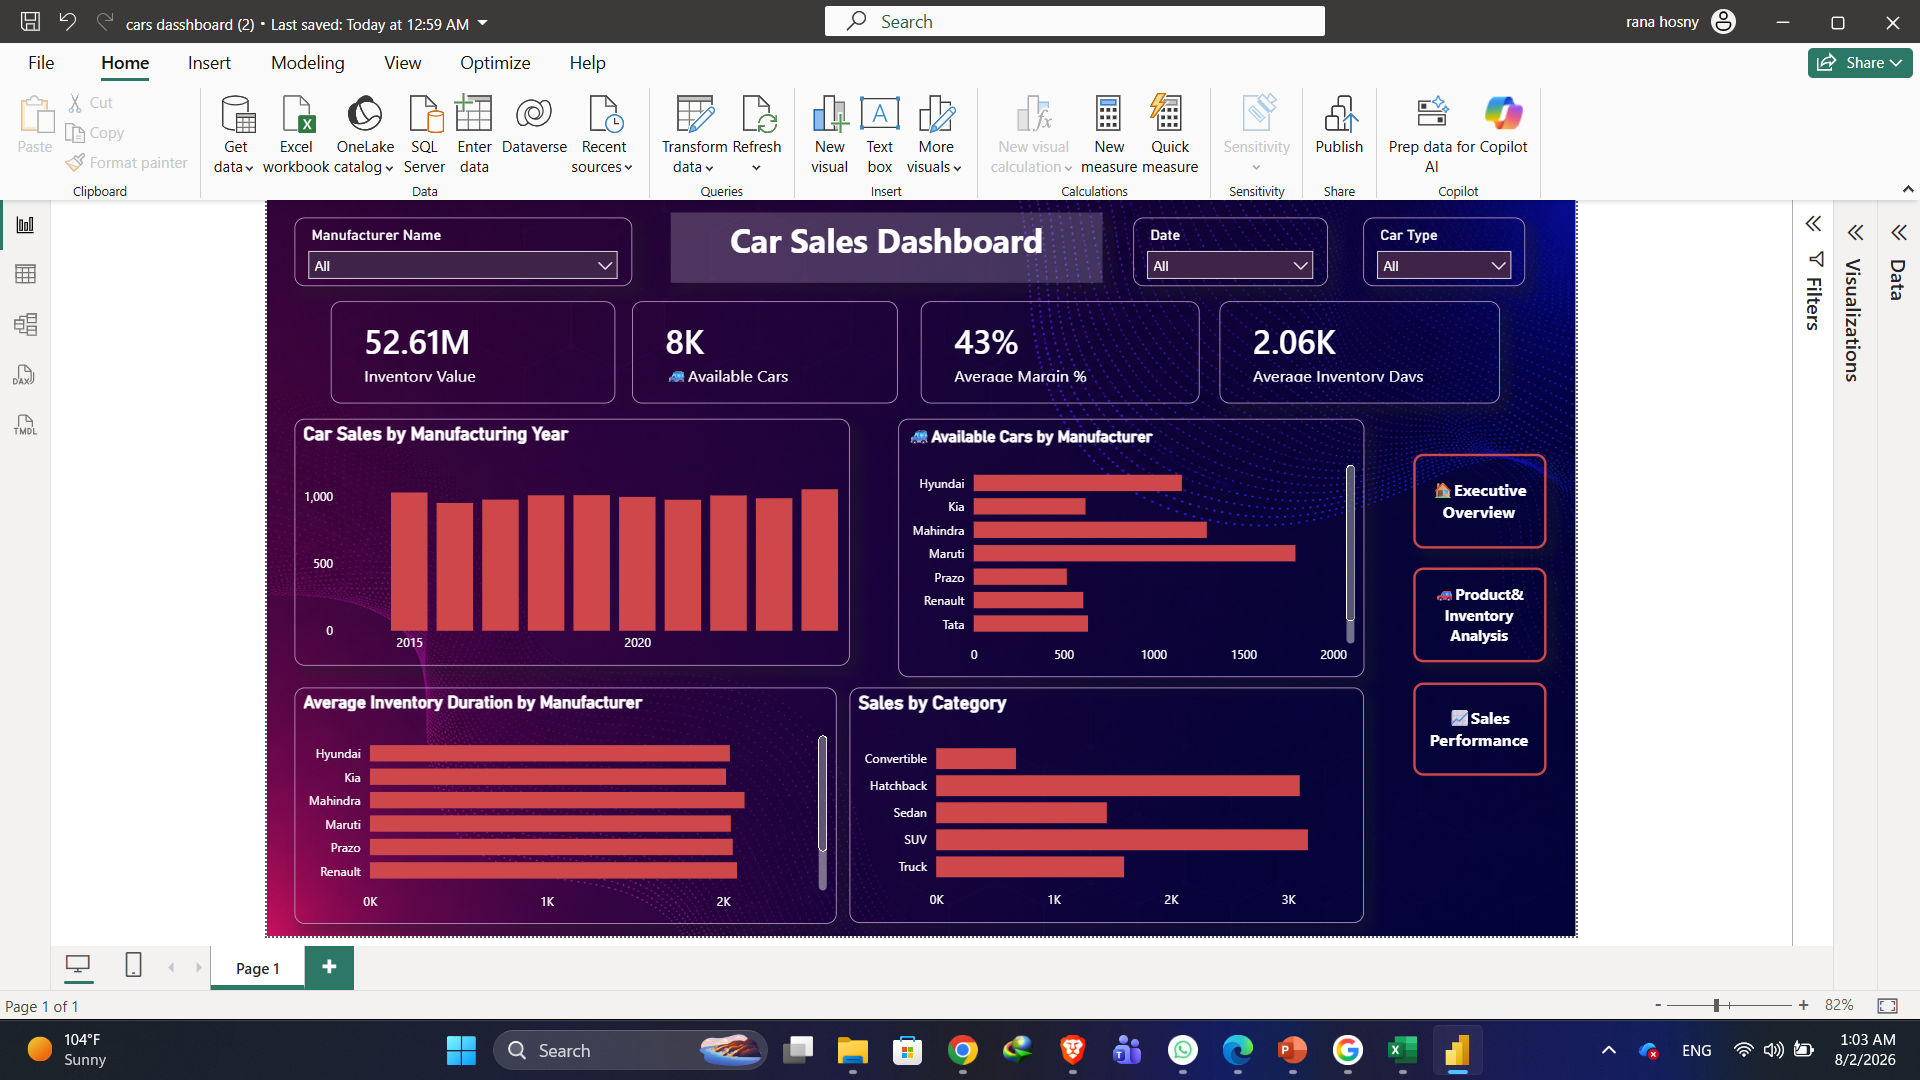 cars dasshboard (2) • Last saved: Today at 12:59 AM
Search
rana hosny
File
Home
Insert
Modeling
View
Optimize
Help
Share
Paste
Cut
Copy
Format painter
Clipboard
Get data
Excel workbook
OneLake catalog
SQL Server
Enter data
Dataverse
Recent sources
Data
Transform data
Refresh
Queries
New visual
Text box
More visuals
Insert
New visual calculation
New measure
Quick measure
Calculations
Sensitivity
Sensitivity
Publish
Share
Prep data for AI
Copilot
Copilot
Manufacturer Name
All
Car Sales Dashboard
Date
All
Car Type
All
52.61M
Inventory Value
8K
Available Cars
43%
Average Margin %
2.06K
Average Inventory Days
Car Sales by Manufacturing Year
1,000
500
0
2015
2020
Available Cars by Manufacturer
Hyundai
Kia
Mahindra
Maruti
Prazo
Renault
Tata
0
500
1000
1500
2000
Executive
Overview
Product&
Inventory
Analysis
Sales
Performance
Average Inventory Duration by Manufacturer
Hyundai
Kia
Mahindra
Maruti
Prazo
Renault
0K
1K
2K
Sales by Category
Convertible
Hatchback
Sedan
SUV
Truck
0K
1K
2K
3K
Filters
Visualizations
Data
DAX
TMDL
Page 1
Page 1 of 1
82%
104°F
Sunny
Search
ENG
1:03 AM
8/2/2026